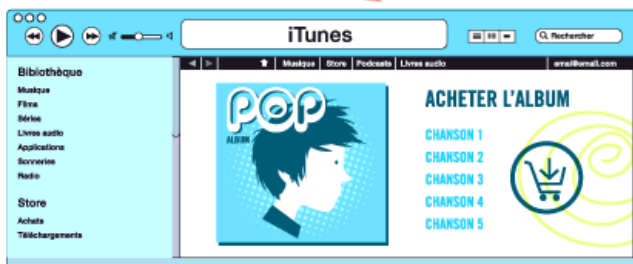 iTunes
Rechercher
Musique Store Podcasts Livres audio
email@email.com
Bibliothèque
Musique
Films
Séries
Livres audio
Applications
Sonneries
Radio
Store
Achats
Téléchargements
POP
ALBUM
ACHETER L'ALBUM
CHANSON 1
CHANSON 2
CHANSON 3
CHANSON 4
CHANSON 5